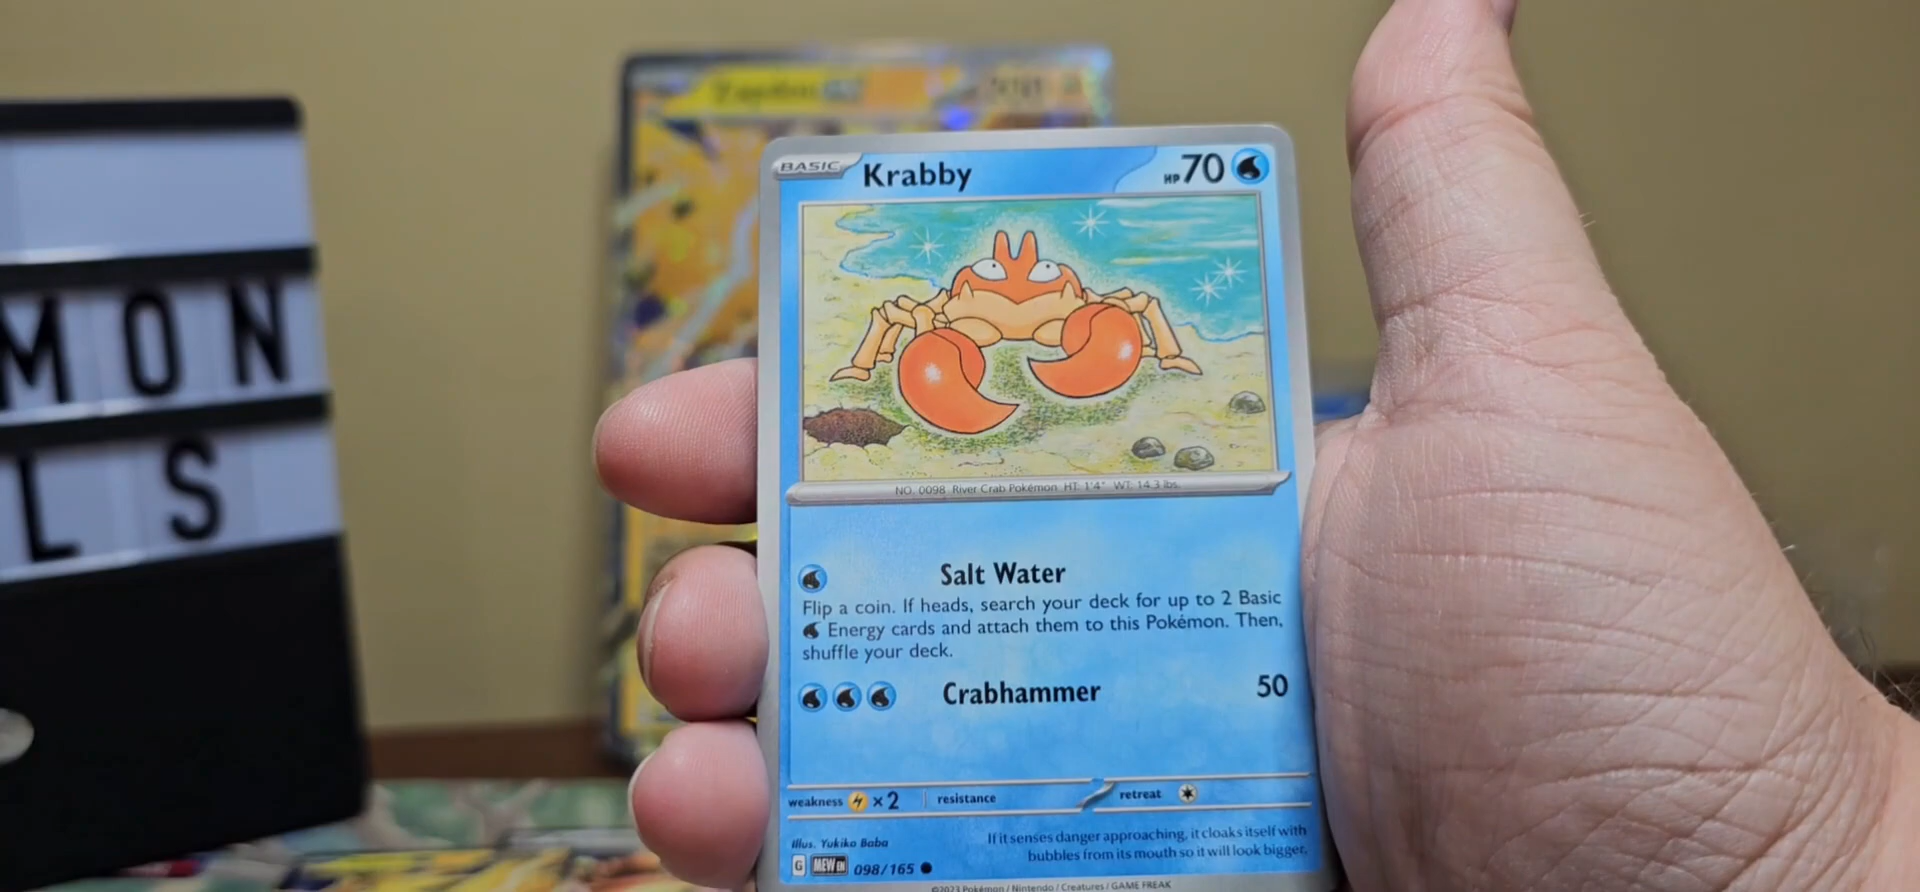 MON
LS
Zapdos
BASIC Krabby HP 70
NO. 0098 River Crab Pokémon HT: 1'4" WT: 14.3 lbs.
Salt Water
Flip a coin. If heads, search your deck for up to 2 Basic
Energy cards and attach them to this Pokémon. Then,
shuffle your deck.
Crabhammer 50
weakness ×2 resistance retreat
Illus. Yukiko Baba
If it senses danger approaching, it cloaks itself with
bubbles from its mouth so it will look bigger.
G MEW EN 098/165
©2023 Pokémon / Nintendo / Creatures / GAME FREAK